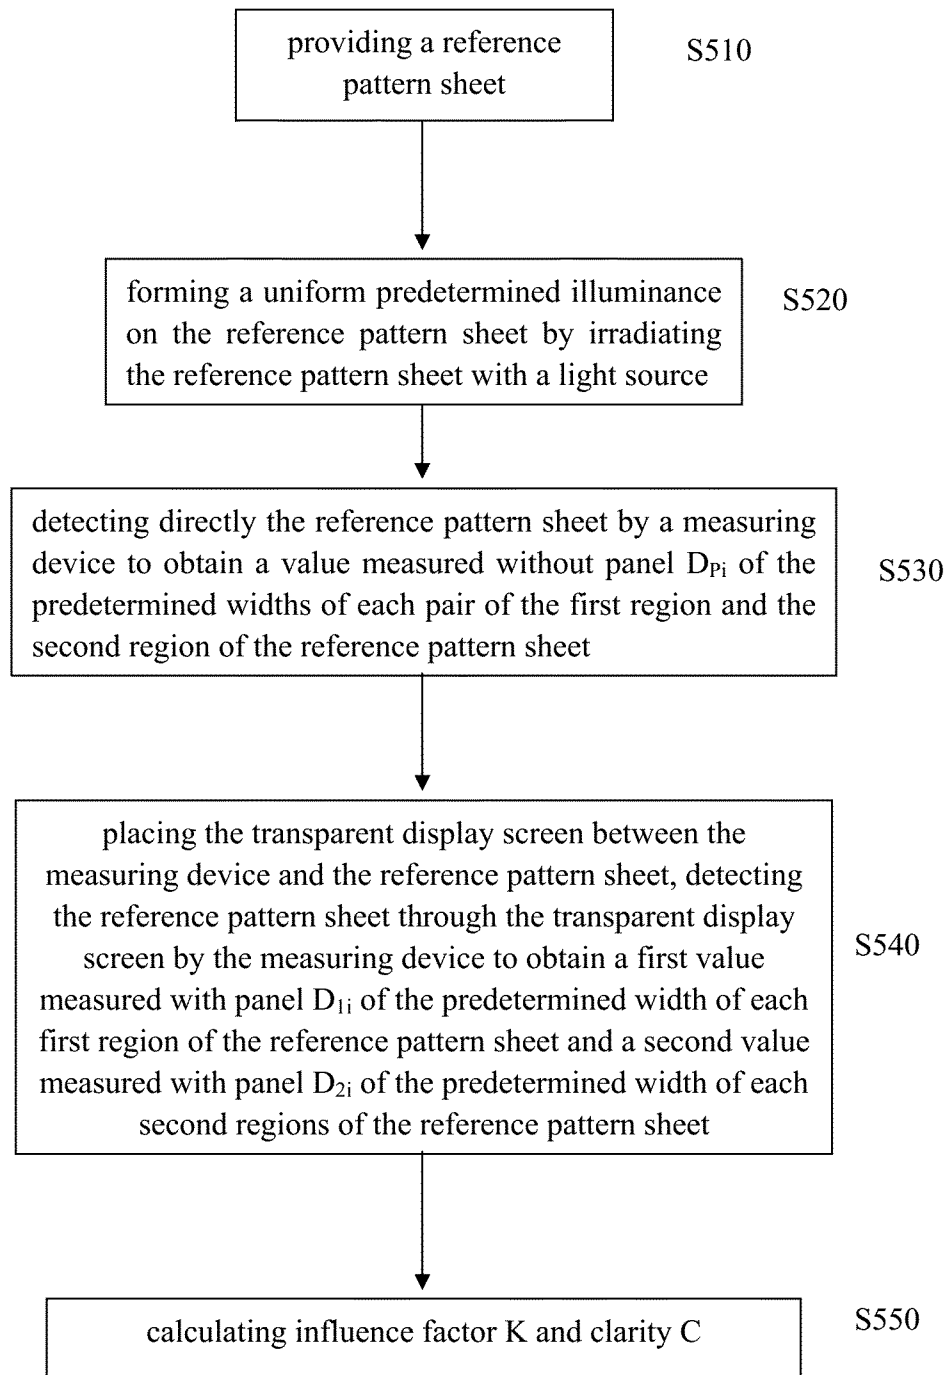 providing a reference
pattern sheet
S510
forming a uniform predetermined illuminance
on the reference pattern sheet by irradiating
the reference pattern sheet with a light source
S520
detecting directly the reference pattern sheet by a measuring
device to obtain a value measured without panel D_{Pi} of the
predetermined widths of each pair of the first region and the
second region of the reference pattern sheet
S530
placing the transparent display screen between the
measuring device and the reference pattern sheet, detecting
the reference pattern sheet through the transparent display
screen by the measuring device to obtain a first value
measured with panel D_{1i} of the predetermined width of each
first region of the reference pattern sheet and a second value
measured with panel D_{2i} of the predetermined width of each
second regions of the reference pattern sheet
S540
calculating influence factor K and clarity C
S550